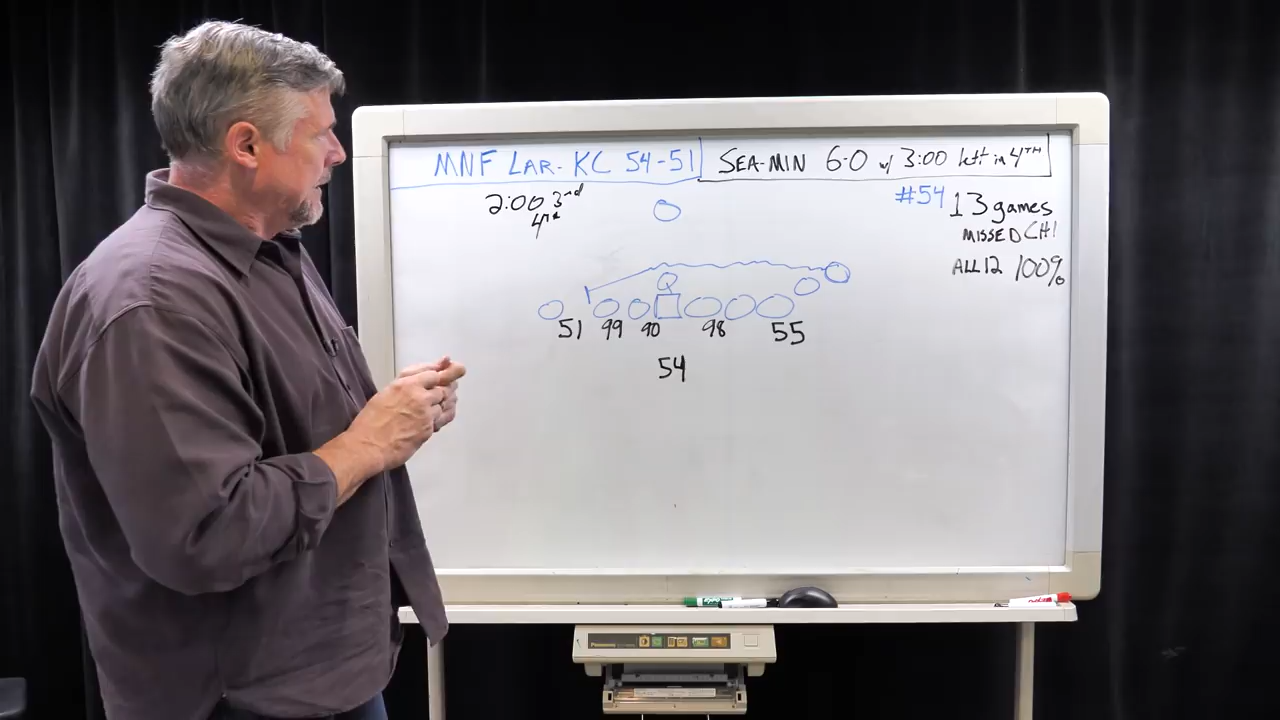 MNF LAR-KC 54-51
SEA-MIN 6-0 w/ 3:00 left in 4TH
2:00 3rd
#54 13 games
MISSED CHI
ALL 12 100%
51 99 90 98 55
54
Panasonic